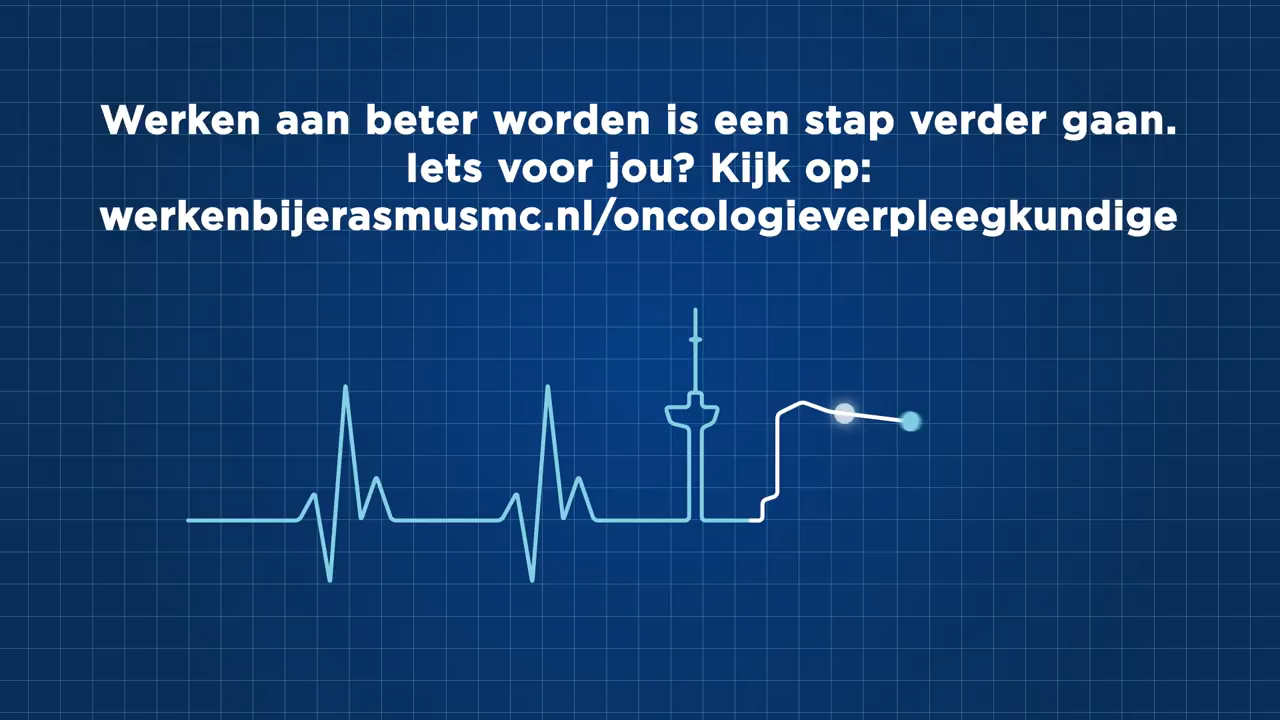 Werken aan beter worden is een stap verder gaan.
Iets voor jou? Kijk op:
werkenbijerasmusmc.nl/oncologieverpleegkundige